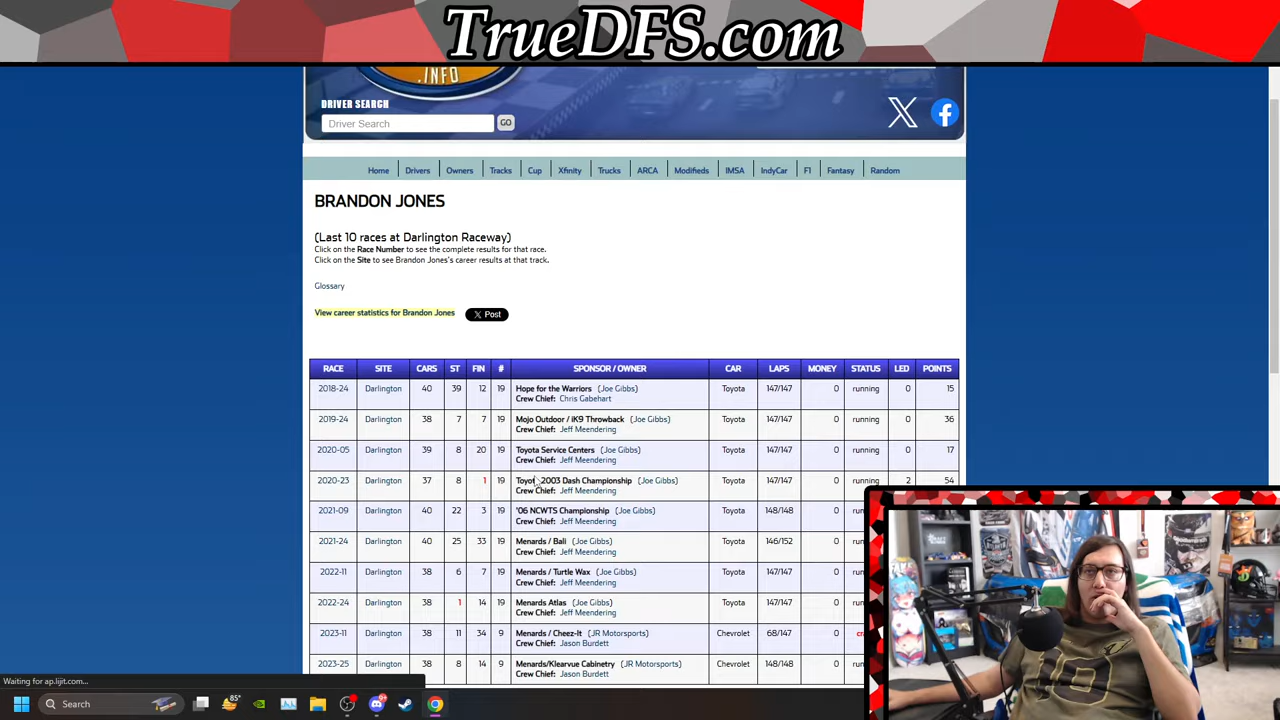 TrueDFS.com
.INFO
DRIVER SEARCH
Driver Search GO
Home Drivers Owners Tracks Cup Xfinity Trucks ARCA Modifieds IMSA IndyCar F1 Fantasy Random
BRANDON JONES
(Last 10 races at Darlington Raceway)
Click on the Race Number to see the complete results for that race.
Click on the Site to see Brandon Jones's career results at that track.
Glossary
View career statistics for Brandon Jones X Post
RACE SITE CARS ST FIN # SPONSOR / OWNER CAR LAPS MONEY STATUS LED POINTS
2018-24 Darlington 40 39 12 19 Hope for the Warriors (Joe Gibbs) Toyota 147/147 0 running 0 15
Crew Chief: Chris Gabehart
2019-24 Darlington 38 7 7 19 Mojo Outdoor / iK9 Throwback (Joe Gibbs) Toyota 147/147 0 running 0 36
Crew Chief: Jeff Meendering
2020-05 Darlington 39 8 20 19 Toyota Service Centers (Joe Gibbs) Toyota 147/147 0 running 0 17
Crew Chief: Jeff Meendering
2020-23 Darlington 37 8 1 19 Toyota 2003 Dash Championship (Joe Gibbs) Toyota 147/147 0 running 2 54
Crew Chief: Jeff Meendering
2021-09 Darlington 40 22 3 19 '06 NCWTS Championship (Joe Gibbs) Toyota 148/148 0 run
Crew Chief: Jeff Meendering
2021-24 Darlington 40 25 33 19 Menards / Bali (Joe Gibbs) Toyota 146/152 0 run
Crew Chief: Jeff Meendering
2022-11 Darlington 38 6 7 19 Menards / Turtle Wax (Joe Gibbs) Toyota 147/147 0 run
Crew Chief: Jeff Meendering
2022-24 Darlington 38 1 14 19 Menards Atlas (Joe Gibbs) Toyota 147/147 0 run
Crew Chief: Jeff Meendering
2023-11 Darlington 38 11 34 9 Menards / Cheez-It (JR Motorsports) Chevrolet 68/147 0 cr
Crew Chief: Jason Burdett
2023-25 Darlington 38 8 14 9 Menards/Klearvue Cabinetry (JR Motorsports) Chevrolet 148/148 0 run
Crew Chief: Jason Burdett
Waiting for ap.lijit.com...
Search 85°